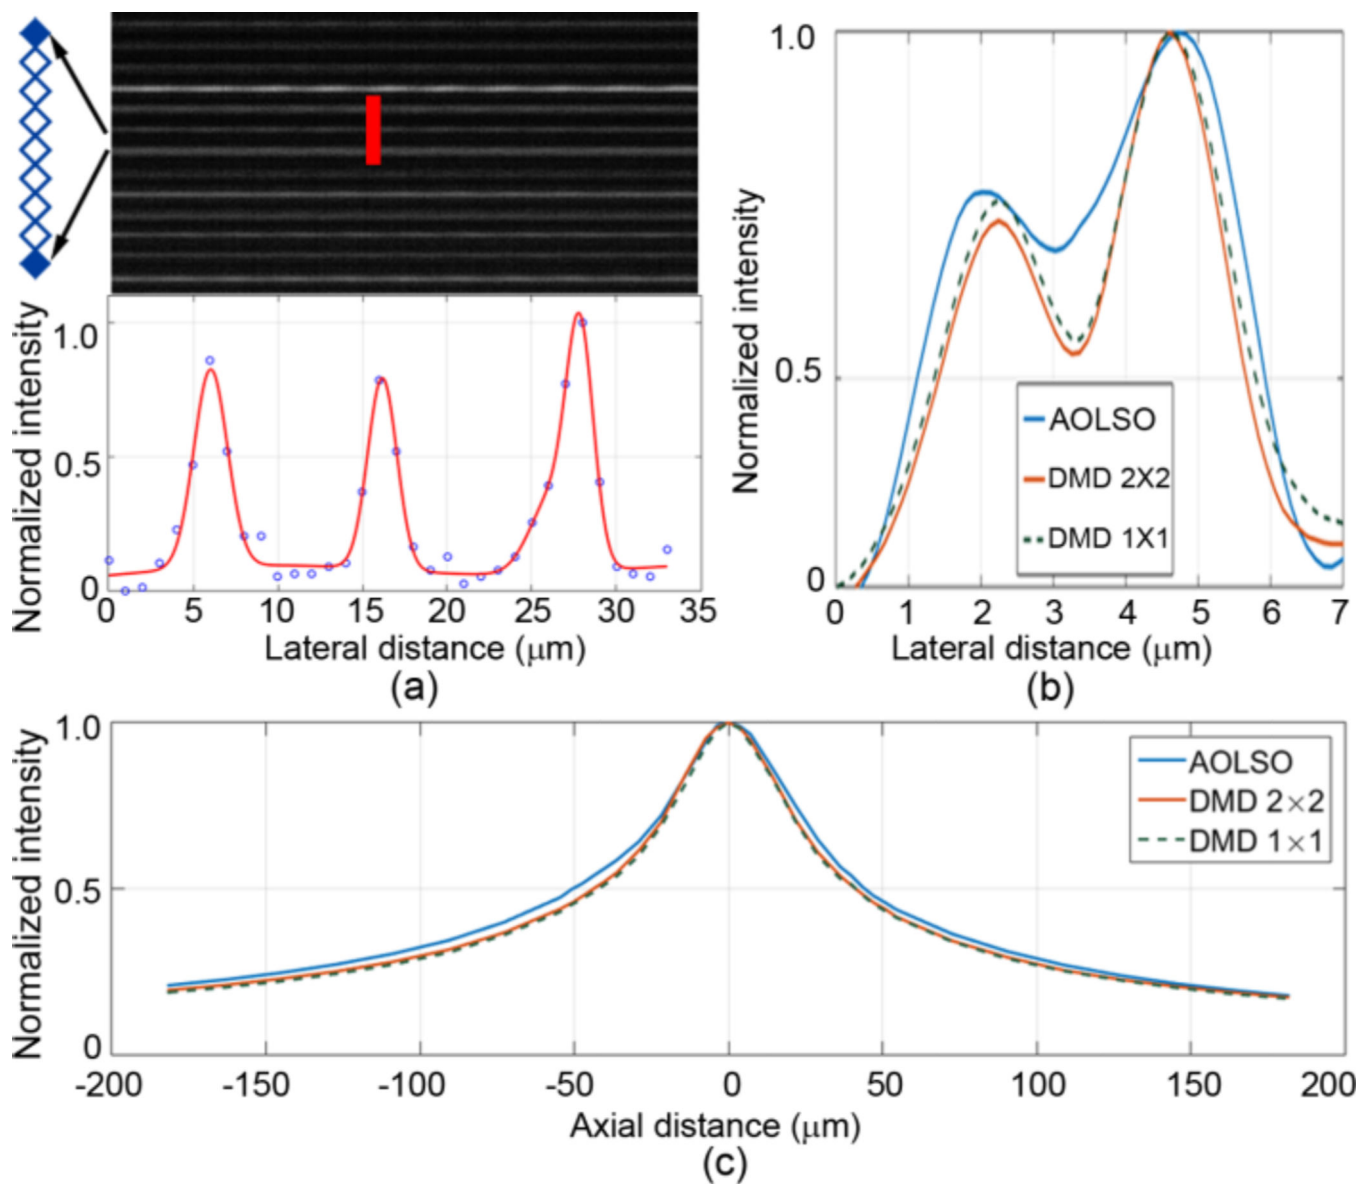 Normalized intensity
1.0
0.5
0
0 5 10 15 20 25 30 35
Lateral distance (μm)
(a)
Normalized intensity
1.0
0.5
0
AOLSO
DMD 2X2
DMD 1X1
0 1 2 3 4 5 6 7
Lateral distance (μm)
(b)
Normalized intensity
1.0
0.5
0
AOLSO
DMD 2×2
DMD 1×1
-200 -150 -100 -50 0 50 100 150 200
Axial distance (μm)
(c)